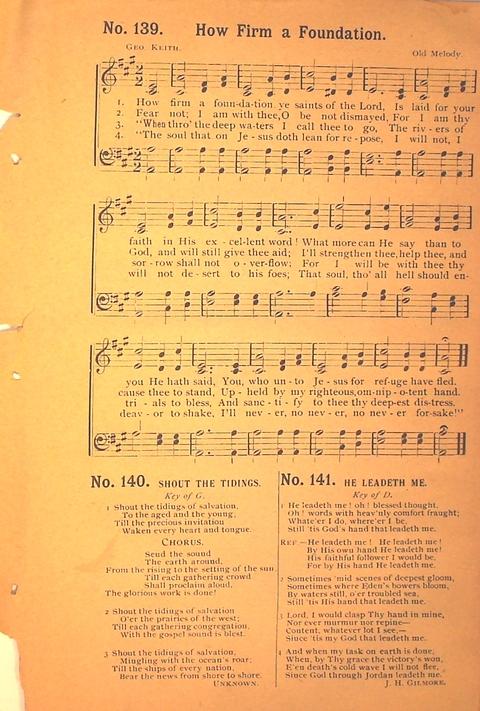 No. 139. How Firm a Foundation.
Geo. Keith. Old Melody.
1. How firm a foun-da-tion, ye saints of the Lord, Is laid for your
2. Fear not; I am with thee, O be not dismayed, For I am thy
3. "When thro' the deep wa-ters I call thee to go, The riv-ers of
4. "The soul that on Je-sus doth lean for re-pose, I will not, I
faith in His ex-cel-lent word! What more can He say than to
God, and will still give thee aid; I'll strengthen thee, help thee, and
sor-row shall not o-ver-flow; For I will be with thee thy
will not de-sert to his foes; That soul, tho' all hell should en-
you He hath said, You, who un-to Je-sus for ref-uge have fled.
cause thee to stand, Up-held by my righteous, om-nip-o-tent hand.
tri-als to bless, And sanc-ti-fy to thee thy deep-est dis-tress.
deav-or to shake, I'll nev-er, no nev-er, no nev-er for-sake!"
No. 140. SHOUT THE TIDINGS.
Key of G.
1 Shout the tidings of salvation,
To the aged and the young,
Till the precious invitation
Waken every heart and tongue.
Chorus.
Send the sound
The earth around,
From the rising to the setting of the sun,
Till each gathering crowd
Shall proclaim aloud,
The glorious work is done!
2 Shout the tidings of salvation
O'er the prairies of the west;
Till each gathering congregation,
With the gospel sound is blest.
3 Shout the tidings of salvation,
Mingling with the ocean's roar;
Till the ships of every nation,
Bear the news from shore to shore.
Unknown.
No. 141. HE LEADETH ME.
Key of D.
1 He leadeth me! oh! blessed thought,
Oh! words with heav'nly comfort fraught;
Whate'er I do, where'er I be,
Still 'tis God's hand that leadeth me.
Ref.—He leadeth me! He leadeth me!
By His own hand He leadeth me!
His faithful follower I would be,
For by His hand He leadeth me.
2 Sometimes 'mid scenes of deepest gloom,
Sometimes where Eden's bowers bloom,
By waters still, o'er troubled sea,
Still 'tis His hand that leadeth me.
3 Lord, I would clasp Thy hand in mine,
Nor ever murmur nor repine—
Content, whatever lot I see,—
Since 'tis my God that leadeth me.
4 And when my task on earth is done,
When, by Thy grace the victory's won,
E'en death's cold wave I will not flee,
Since God through Jordan leadeth me.
J. H. Gilmore.